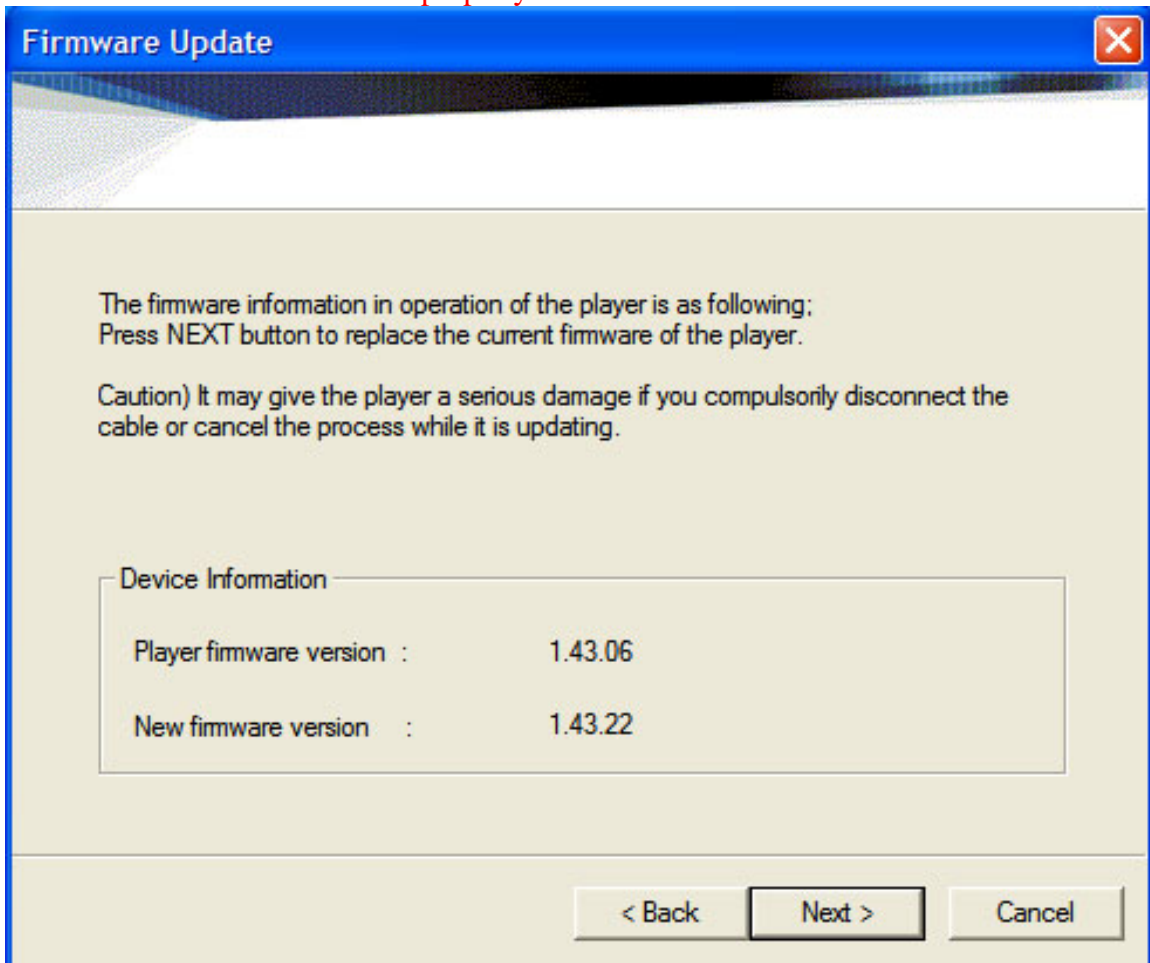 Firmware Update
The firmware information in operation of the player is as following;
Press NEXT button to replace the current firmware of the player.
Caution) It may give the player a serious damage if you compulsorily disconnect the
cable or cancel the process while it is updating.
Device Information
Player firmware version : 1.43.06
New firmware version : 1.43.22
< Back Next > Cancel